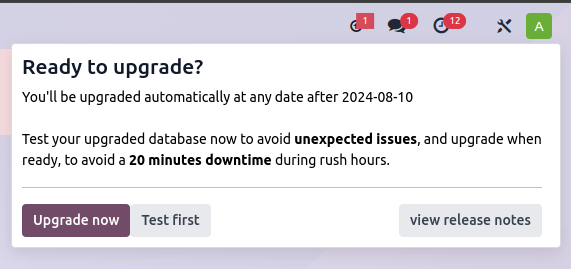 1 1 12 A
Ready to upgrade?
You'll be upgraded automatically at any date after 2024-08-10
Test your upgraded database now to avoid unexpected issues, and upgrade when
ready, to avoid a 20 minutes downtime during rush hours.
Upgrade now Test first view release notes